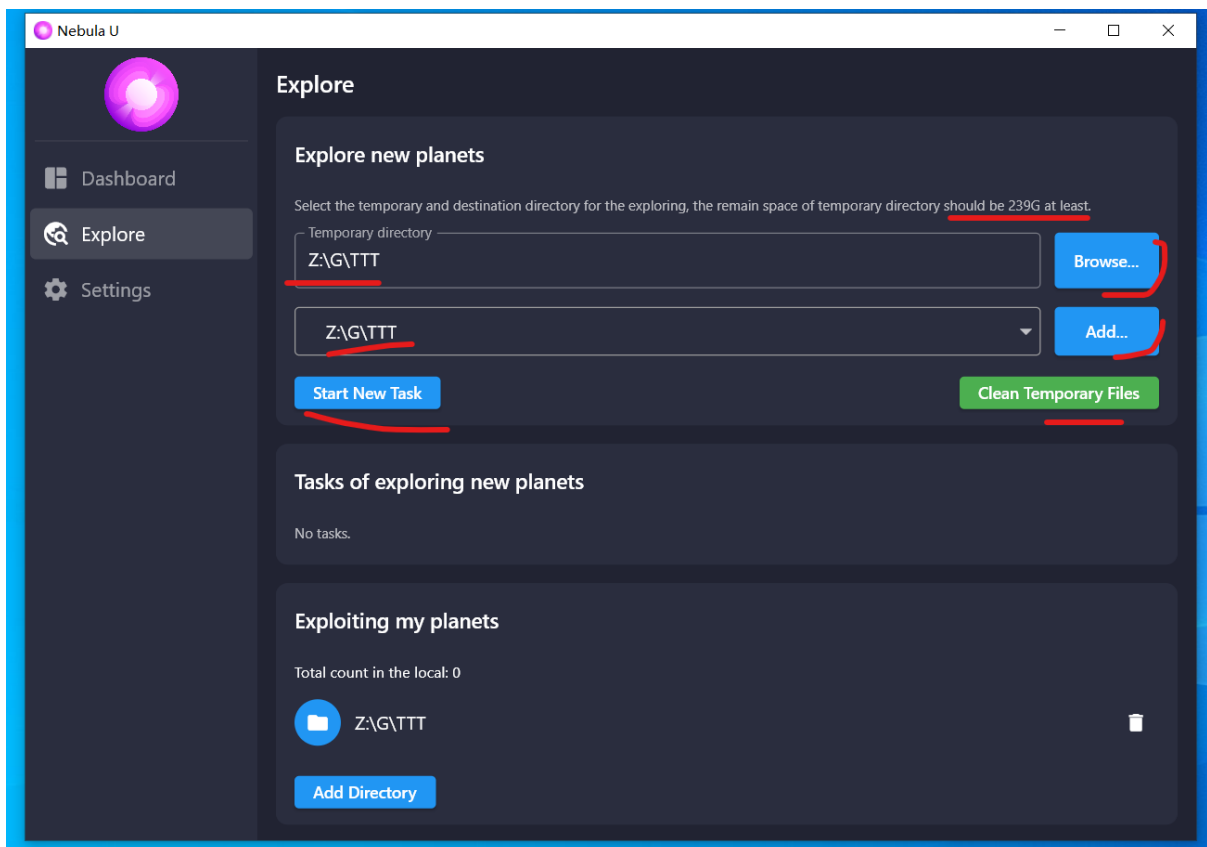 Nebula U
Explore
Dashboard
Explore
Settings
Explore new planets
Select the temporary and destination directory for the exploring, the remain space of temporary directory should be 239G at least.
Temporary directory
Z:\G\TTT
Browse...
Z:\G\TTT
Add...
Start New Task
Clean Temporary Files
Tasks of exploring new planets
No tasks.
Exploiting my planets
Total count in the local: 0
Z:\G\TTT
Add Directory